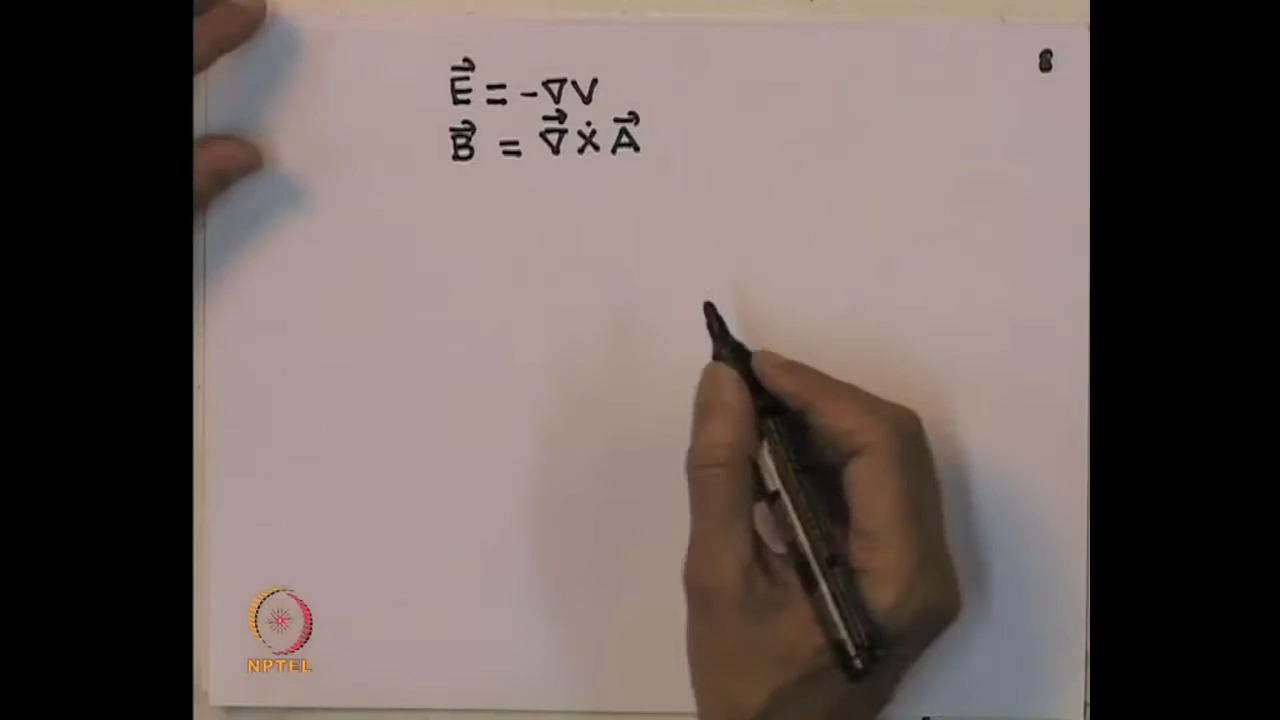 8
E⃗ = -∇V
B⃗ = ∇⃗ Ẋ A⃗
NPTEL